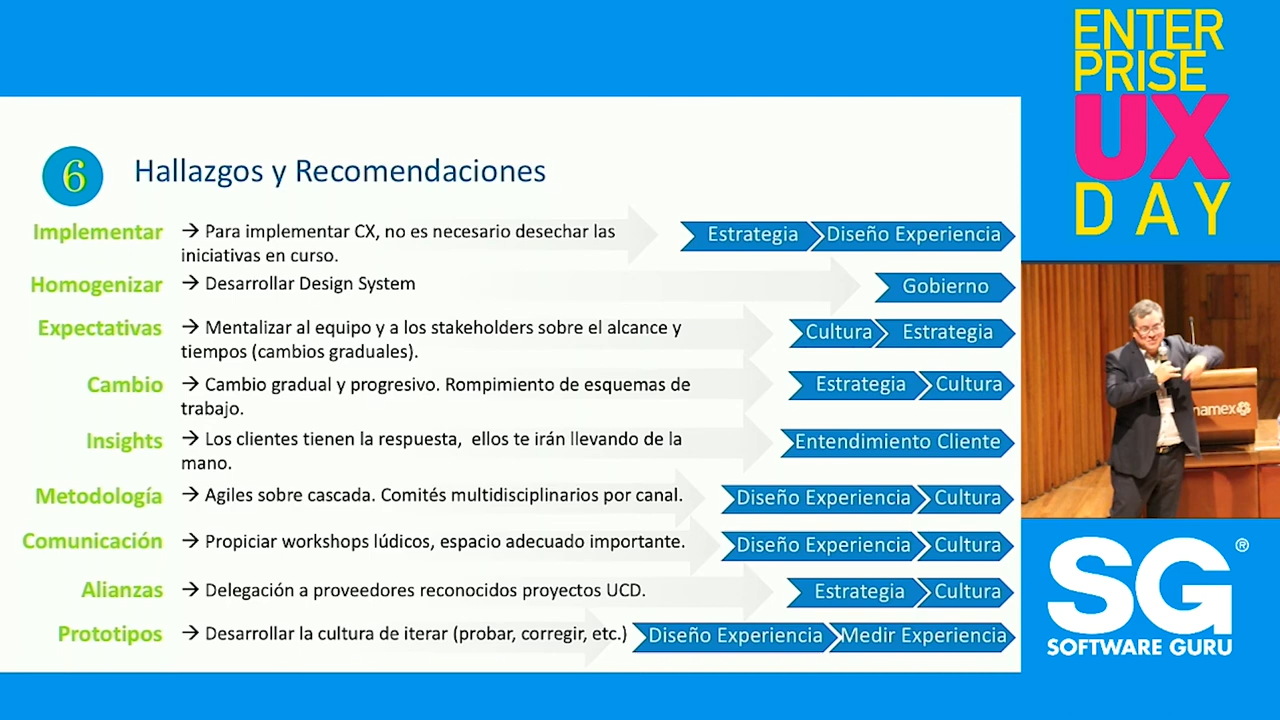 ENTER
PRISE
UX
DAY
6
Hallazgos y Recomendaciones
Implementar → Para implementar CX, no es necesario desechar las
iniciativas en curso.
Estrategia Diseño Experiencia
Homogenizar → Desarrollar Design System
Gobierno
Expectativas → Mentalizar al equipo y a los stakeholders sobre el alcance y
tiempos (cambios graduales).
Cultura Estrategia
Cambio → Cambio gradual y progresivo. Rompimiento de esquemas de
trabajo.
Estrategia Cultura
Insights → Los clientes tienen la respuesta, ellos te irán llevando de la
mano.
Entendimiento Cliente
Metodología → Agiles sobre cascada. Comités multidisciplinarios por canal.
Diseño Experiencia Cultura
Comunicación → Propiciar workshops lúdicos, espacio adecuado importante.
Diseño Experiencia Cultura
Alianzas → Delegación a proveedores reconocidos proyectos UCD.
Estrategia Cultura
Prototipos → Desarrollar la cultura de iterar (probar, corregir, etc.)
Diseño Experiencia Medir Experiencia
namex
SG®
SOFTWARE GURU